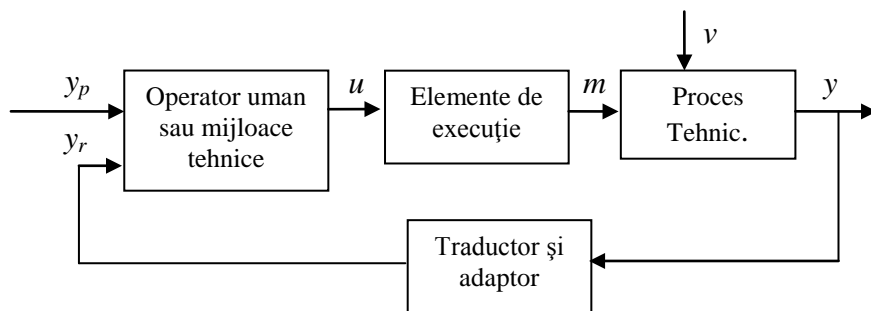 v
y_p
Operator uman
sau mijloace
tehnice
u
Elemente de
execuţie
m
Proces
Tehnic.
y
y_r
Traductor şi
adaptor